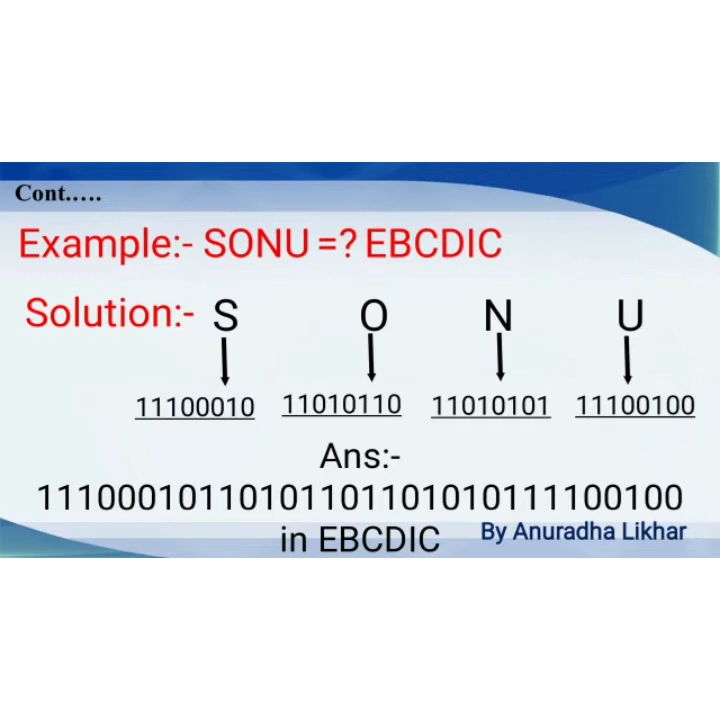 Cont.....
Example:- SONU =? EBCDIC
Solution:- S O N U
11100010 11010110 11010101 11100100
Ans:-
11100010110101101101010111100100
in EBCDIC By Anuradha Likhar